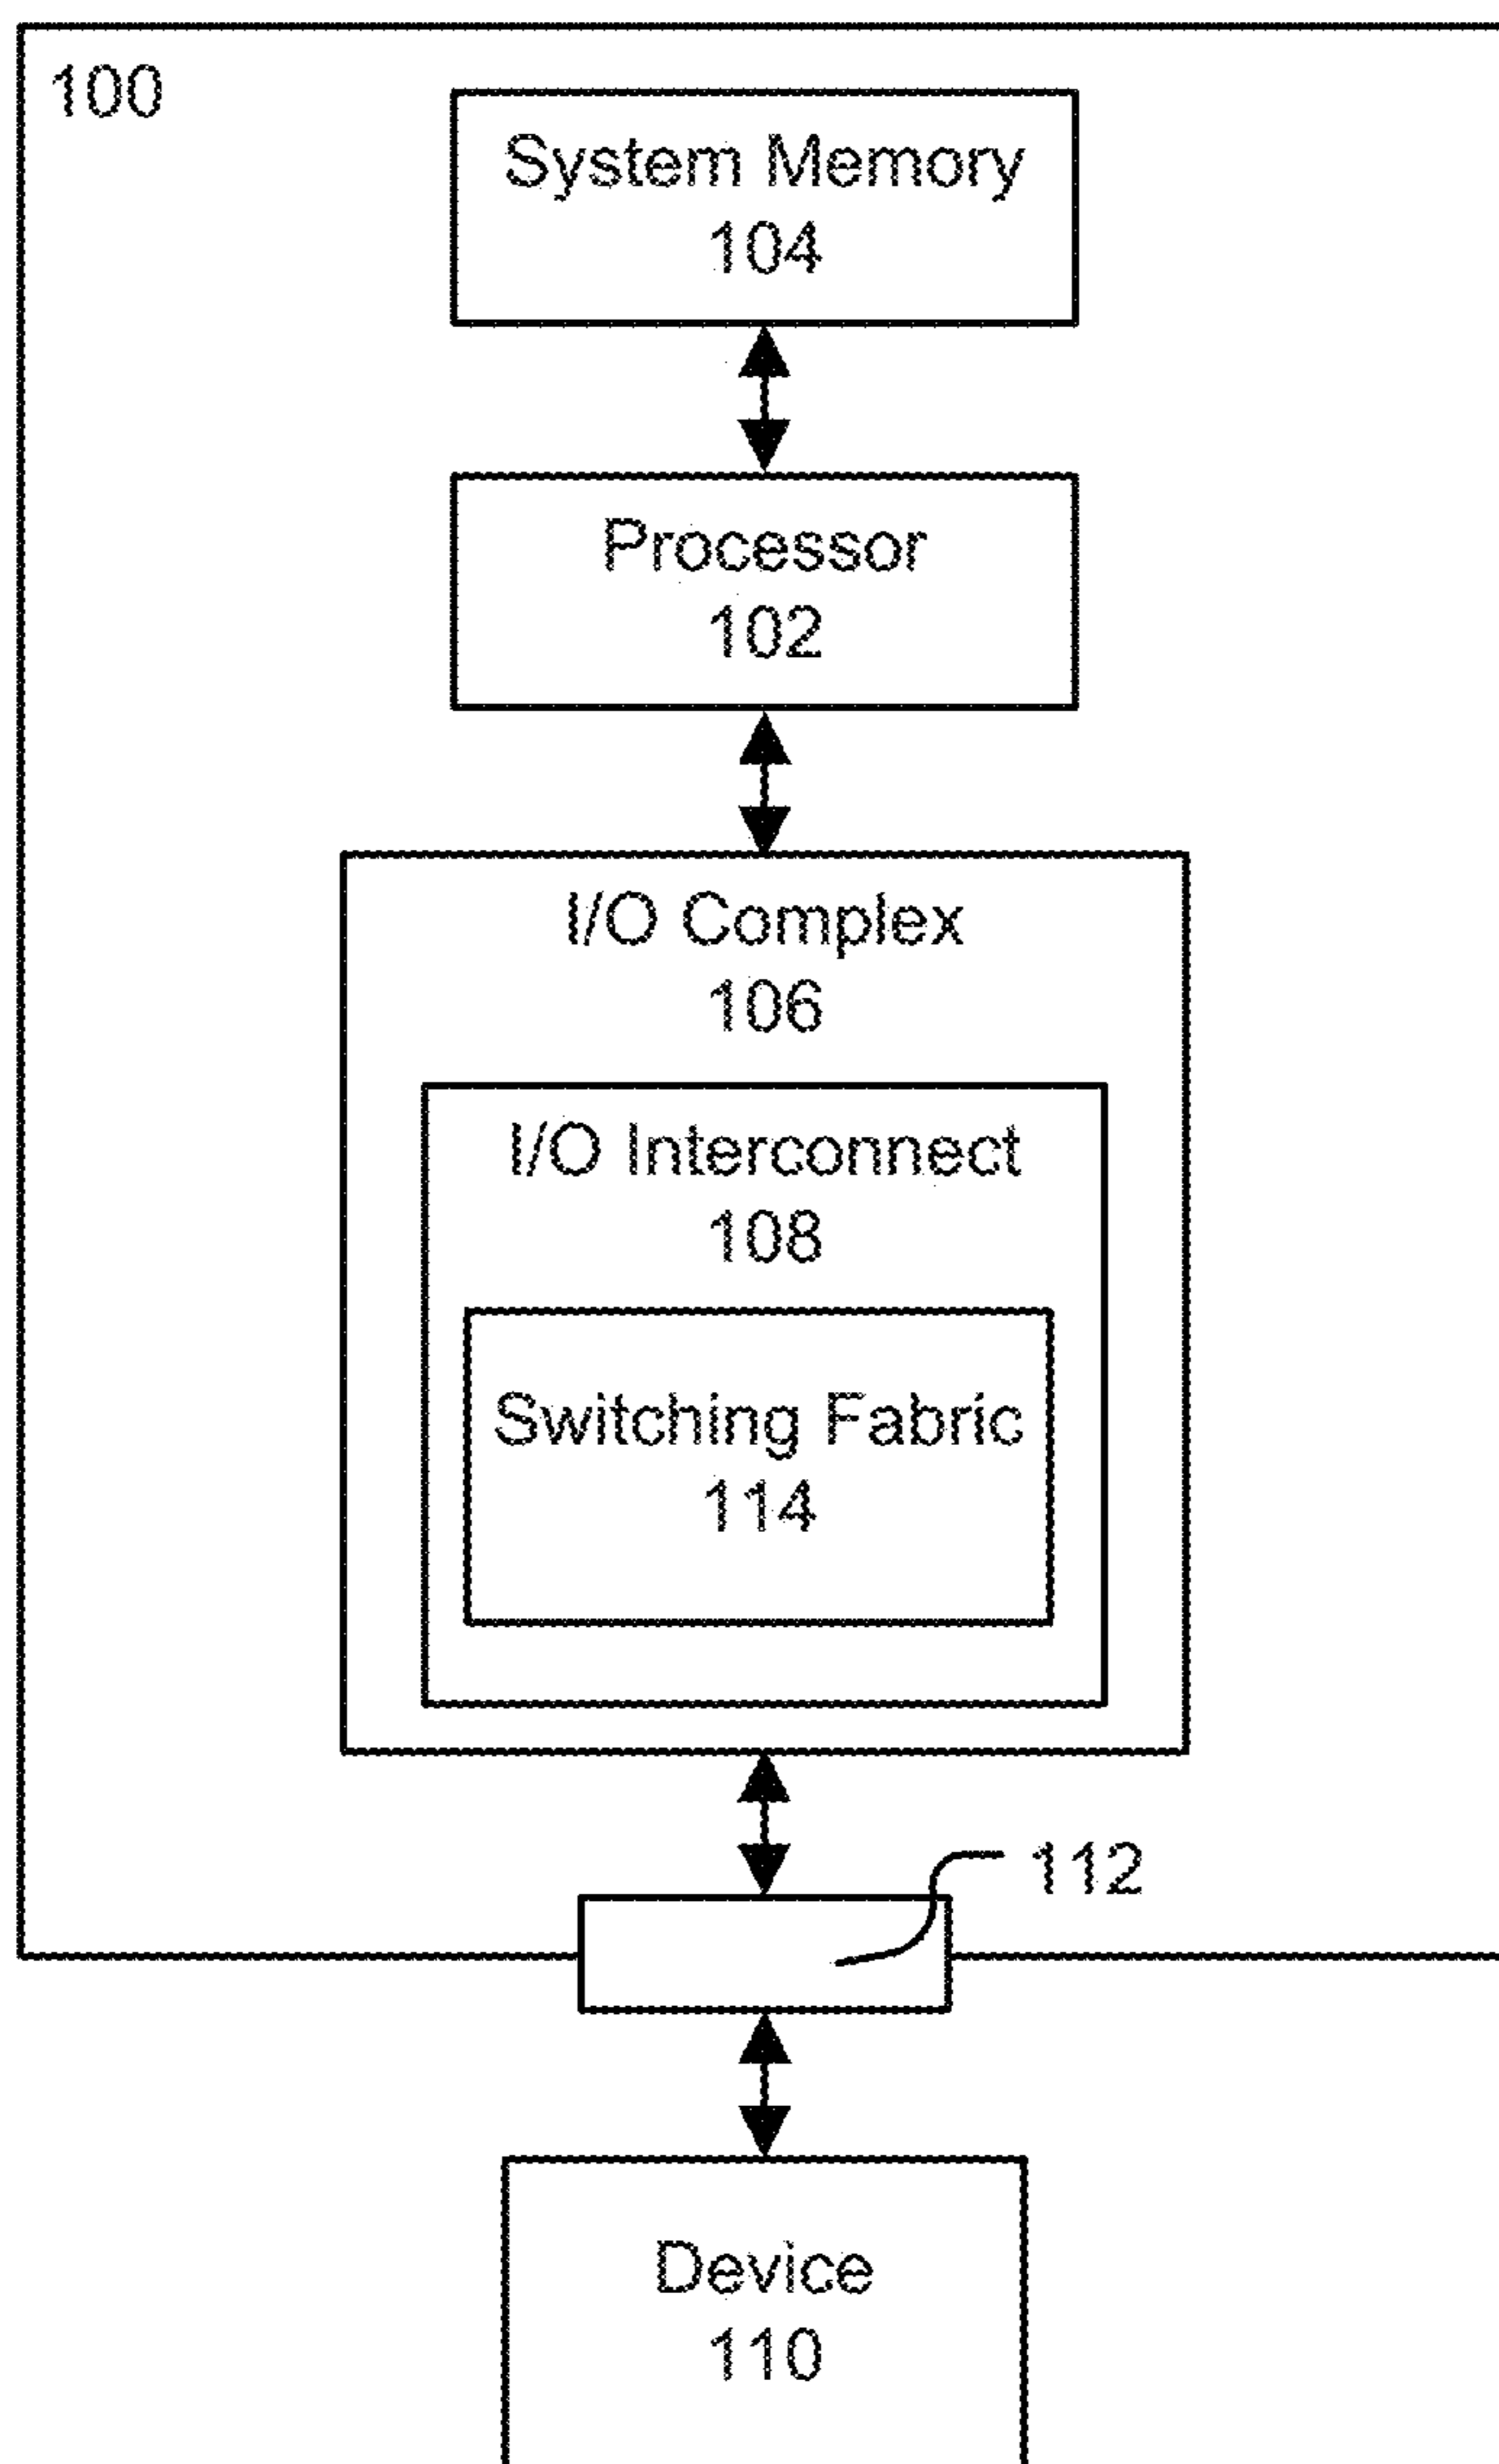 100
System Memory
104
Processor
102
I/O Complex
106
I/O Interconnect
108
Switching Fabric
114
112
Device
110